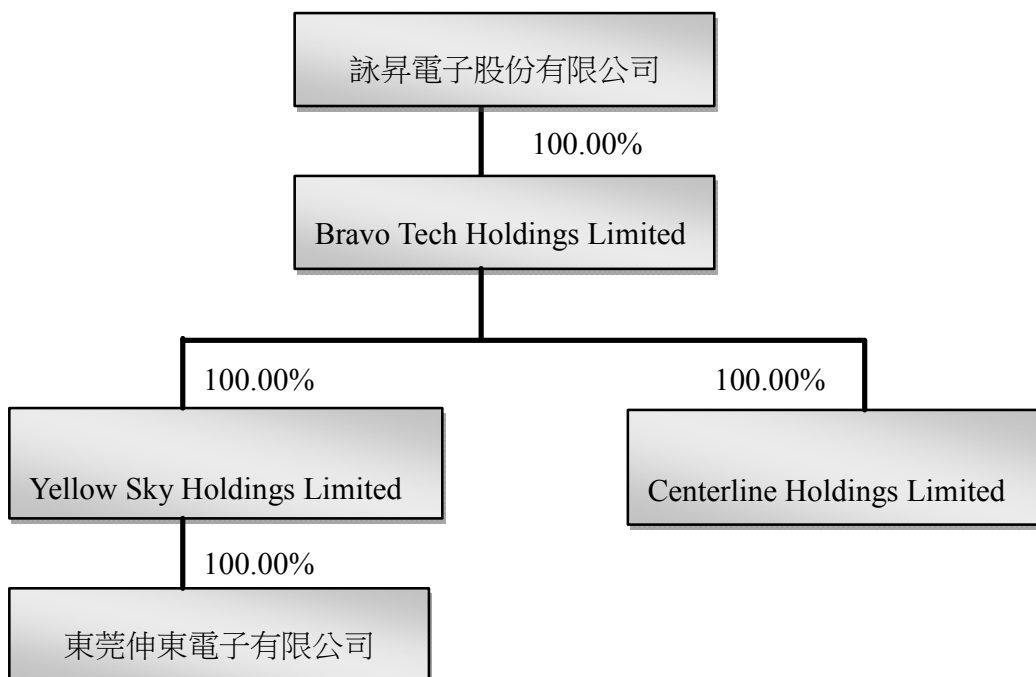 詠昇電子股份有限公司
100.00%
Bravo Tech Holdings Limited
100.00%
100.00%
Yellow Sky Holdings Limited
Centerline Holdings Limited
100.00%
東莞伸東電子有限公司